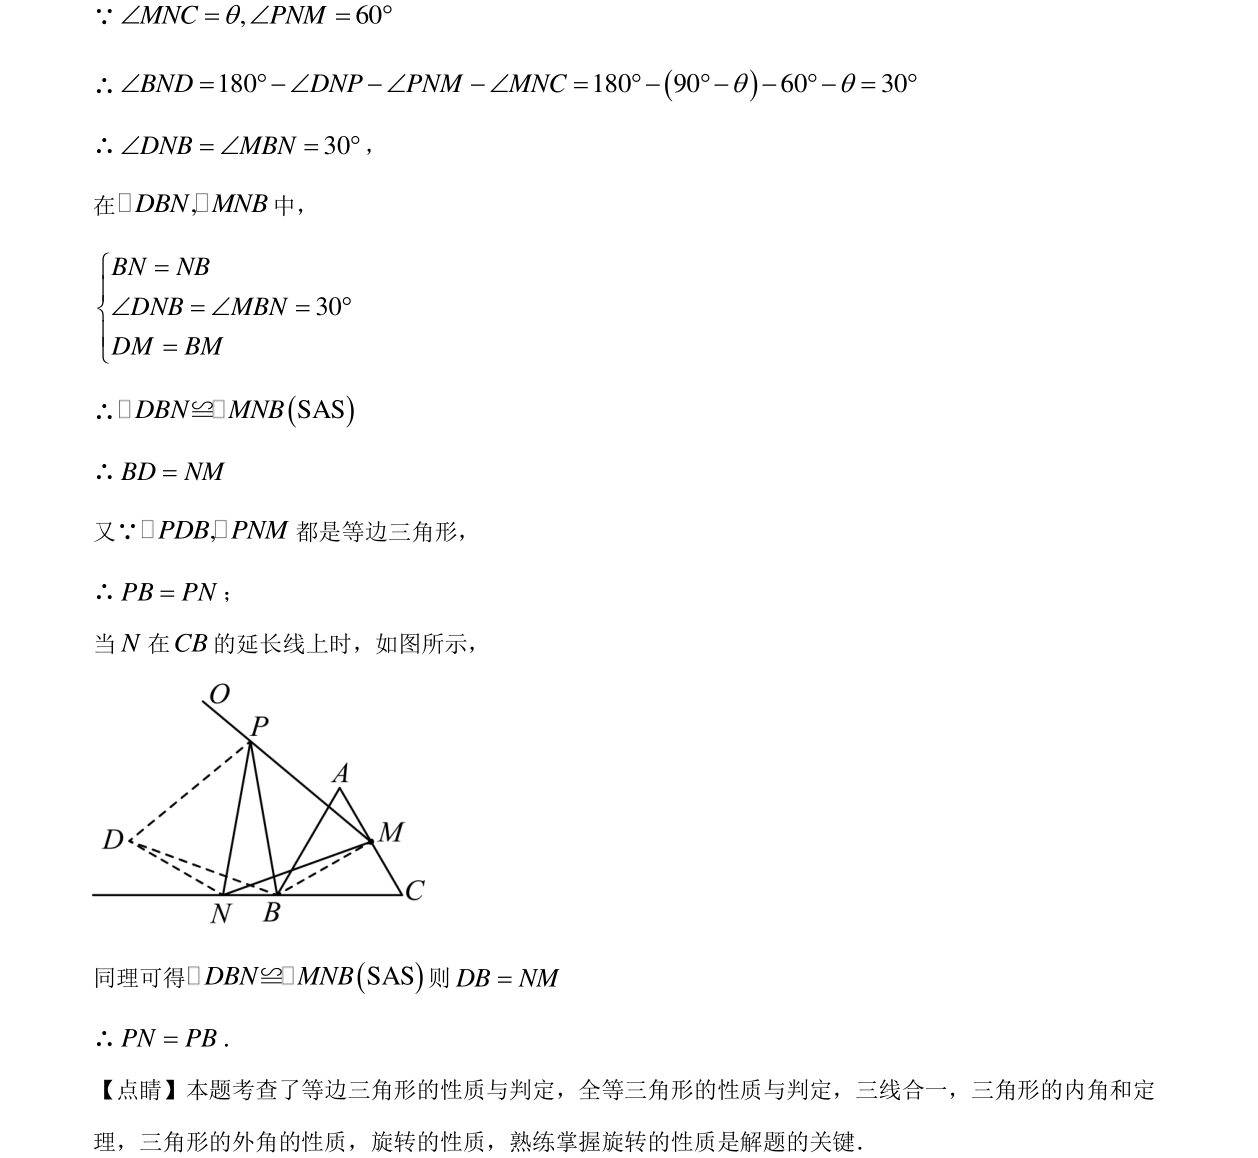 ∵∠MNC=θ,∠PNM=60°
∴∠BND=180°−∠DNP−∠PNM−∠MNC=180°−(90°−θ)−60°−θ=30°
∴∠DNB=∠MBN=30°，
在□DBN,□MNB中，
BN=NB
∠DNB=∠MBN=30°
DM=BM
∴□DBN≌□MNB(SAS)
∴BD=NM
又∵□PDB,□PNM都是等边三角形，
∴PB=PN；
当N在CB的延长线上时，如图所示，
O
P
A
D
M
C
N
B
同理可得□DBN≌□MNB(SAS)则DB=NM
∴PN=PB．
【点睛】本题考查了等边三角形的性质与判定，全等三角形的性质与判定，三线合一，三角形的内角和定
理，三角形的外角的性质，旋转的性质，熟练掌握旋转的性质是解题的关键．